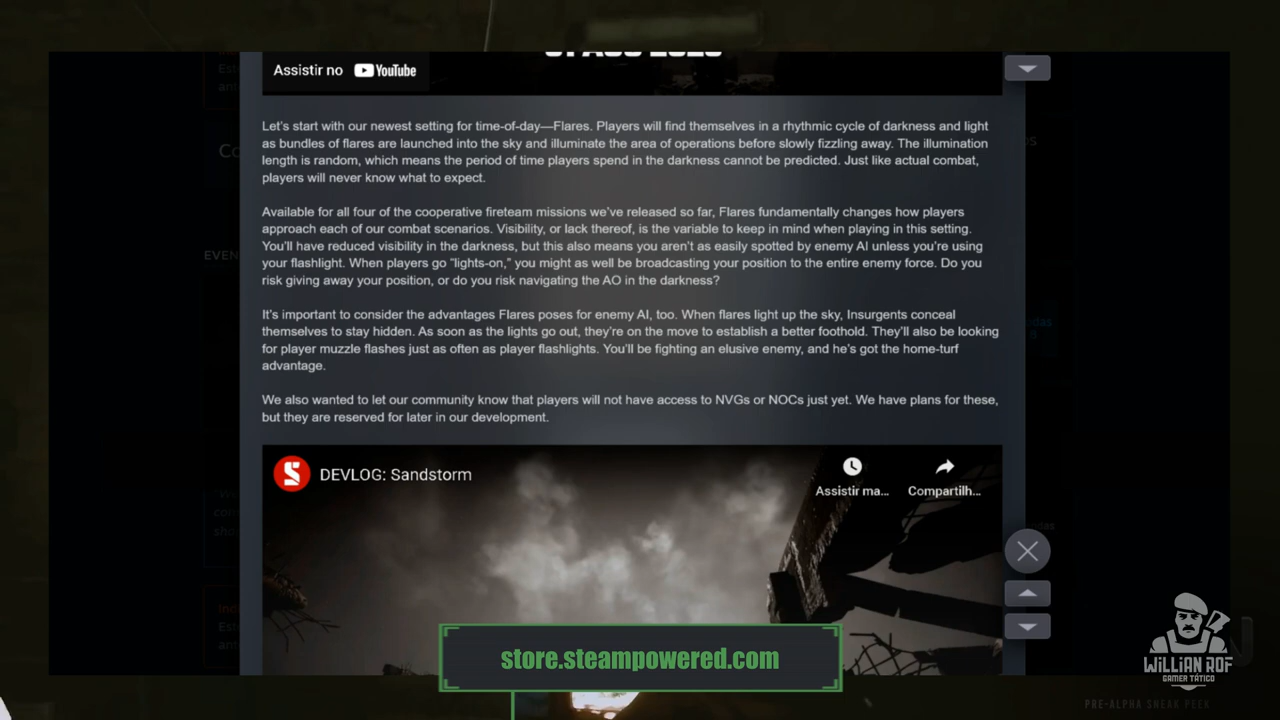 Assistir no YouTube
Let's start with our newest setting for time-of-day—Flares. Players will find themselves in a rhythmic cycle of darkness and light
as bundles of flares are launched into the sky and illuminate the area of operations before slowly fizzling away. The illumination
length is random, which means the period of time players spend in the darkness cannot be predicted. Just like actual combat,
players will never know what to expect.
Available for all four of the cooperative fireteam missions we've released so far, Flares fundamentally changes how players
approach each of our combat scenarios. Visibility, or lack thereof, is the variable to keep in mind when playing in this setting.
You'll have reduced visibility in the darkness, but this also means you aren't as easily spotted by enemy AI unless you're using
your flashlight. When players go "lights-on," you might as well be broadcasting your position to the entire enemy force. Do you
risk giving away your position, or do you risk navigating the AO in the darkness?
EVEN
It's important to consider the advantages Flares poses for enemy AI, too. When flares light up the sky, Insurgents conceal
themselves to stay hidden. As soon as the lights go out, they're on the move to establish a better foothold. They'll also be looking
for player muzzle flashes just as often as player flashlights. You'll be fighting an elusive enemy, and he's got the home-turf
advantage.
We also wanted to let our community know that players will not have access to NVGs or NOCs just yet. We have plans for these,
but they are reserved for later in our development.
DEVLOG: Sandstorm
Assistir ma...
Compartilh...
store.steampowered.com
WILLIAN ROF
GAMER TÁTICO
PRE-ALPHA SNEAK PEEK